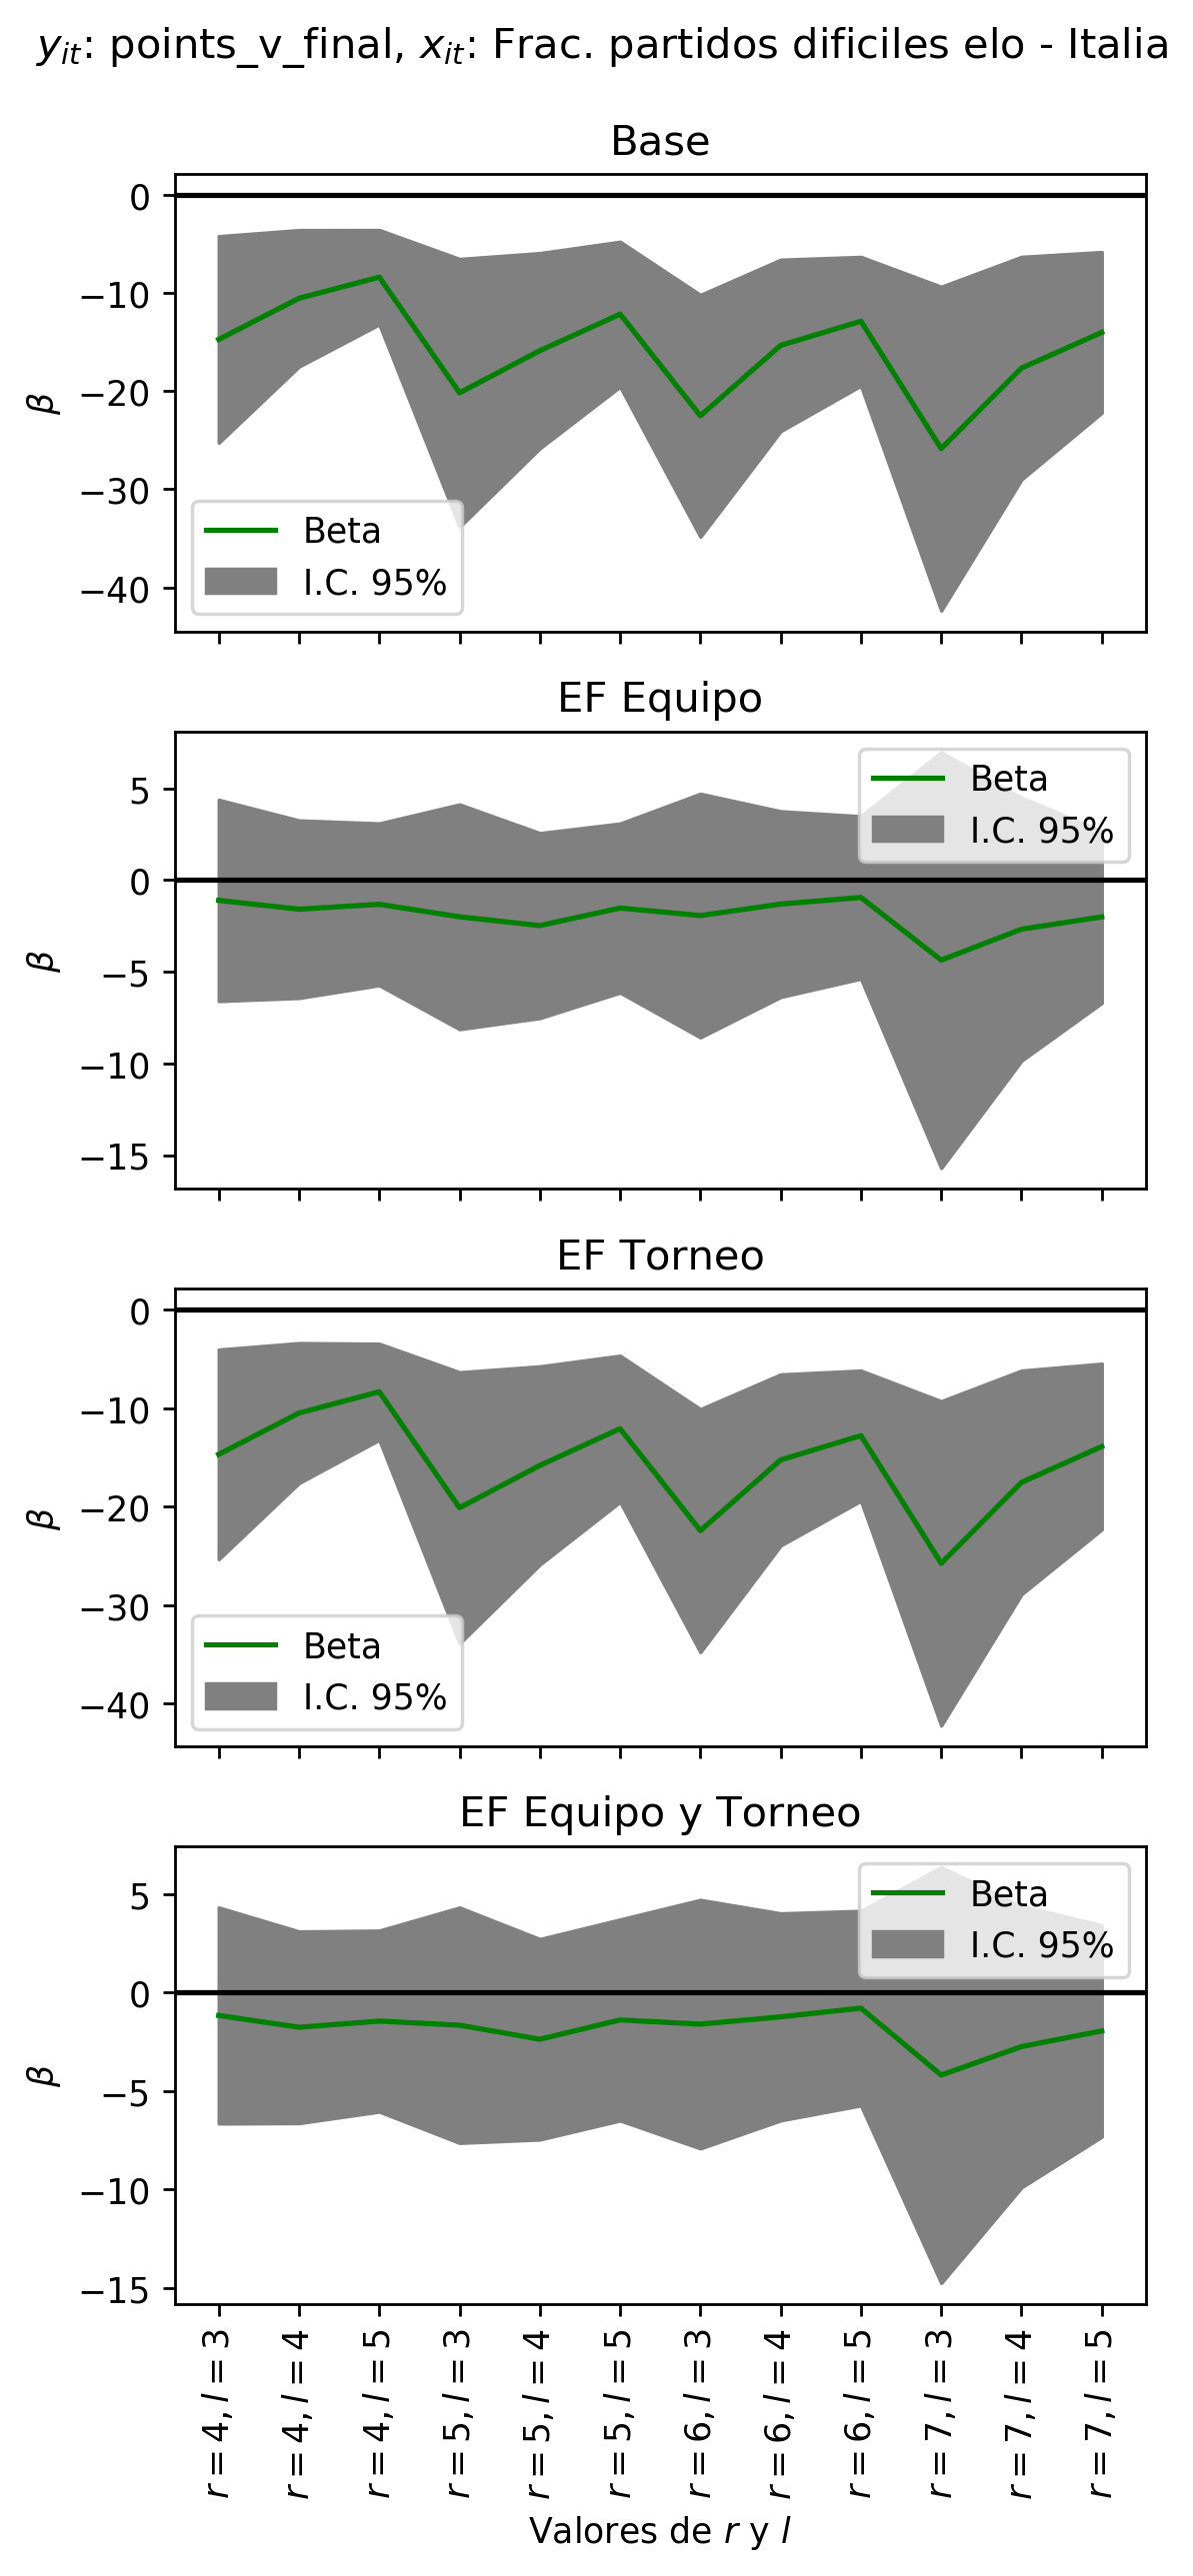 y_it: points_v_final, x_it: Frac. partidos dificiles elo - Italia
Base
0
−10
−20
−30
−40
β
Beta
I.C. 95%
EF Equipo
5
0
−5
−10
−15
β
Beta
I.C. 95%
EF Torneo
0
−10
−20
−30
−40
β
Beta
I.C. 95%
EF Equipo y Torneo
5
0
−5
−10
−15
β
Beta
I.C. 95%
r = 4, l = 3
r = 4, l = 4
r = 4, l = 5
r = 5, l = 3
r = 5, l = 4
r = 5, l = 5
r = 6, l = 3
r = 6, l = 4
r = 6, l = 5
r = 7, l = 3
r = 7, l = 4
r = 7, l = 5
Valores de r y l